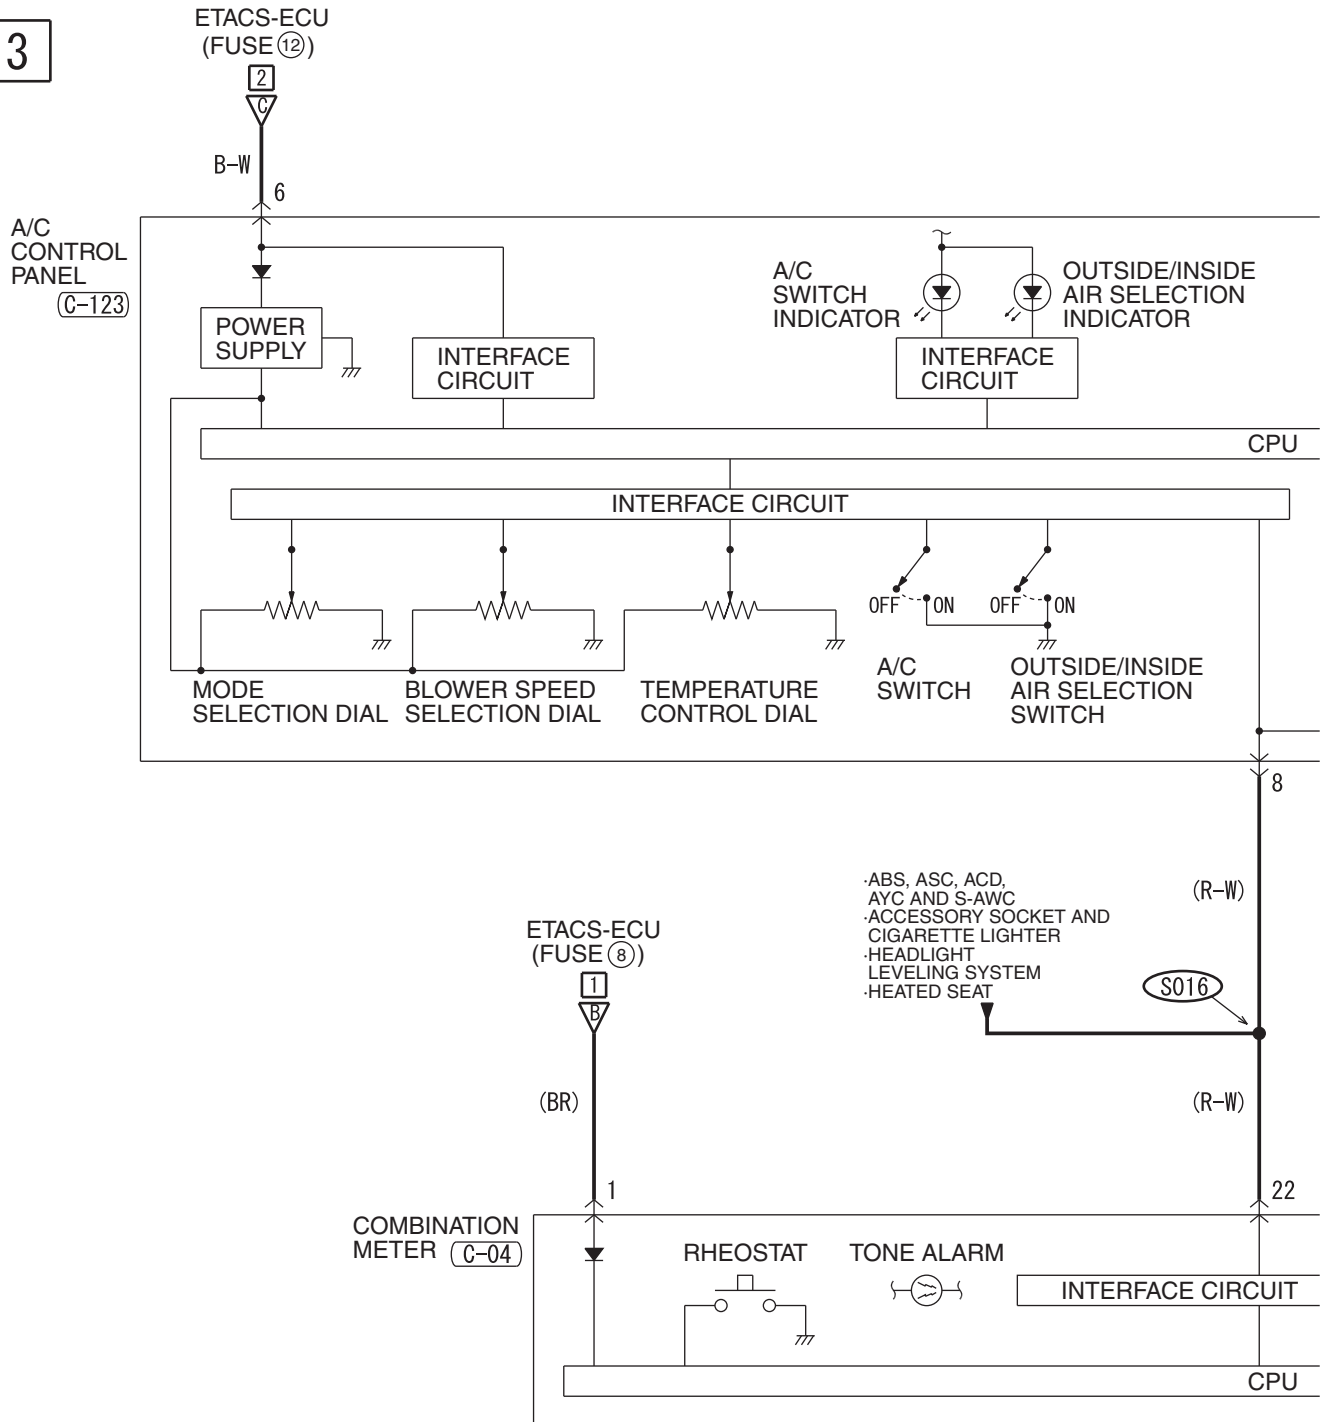 3
ETACS-ECU
(FUSE 12)
2
C
B-W
6
A/C
CONTROL
PANEL
C-123
POWER
SUPPLY
INTERFACE
CIRCUIT
A/C
SWITCH
INDICATOR
OUTSIDE/INSIDE
AIR SELECTION
INDICATOR
INTERFACE
CIRCUIT
CPU
INTERFACE CIRCUIT
OFF ON
OFF ON
MODE
SELECTION DIAL
BLOWER SPEED
SELECTION DIAL
TEMPERATURE
CONTROL DIAL
A/C
SWITCH
OUTSIDE/INSIDE
AIR SELECTION
SWITCH
8
(R-W)
·ABS, ASC, ACD,
AYC AND S-AWC
·ACCESSORY SOCKET AND
CIGARETTE LIGHTER
·HEADLIGHT
LEVELING SYSTEM
·HEATED SEAT
S016
ETACS-ECU
(FUSE 8)
1
B
(BR)
(R-W)
1
22
COMBINATION
METER C-04
RHEOSTAT
TONE ALARM
INTERFACE CIRCUIT
CPU